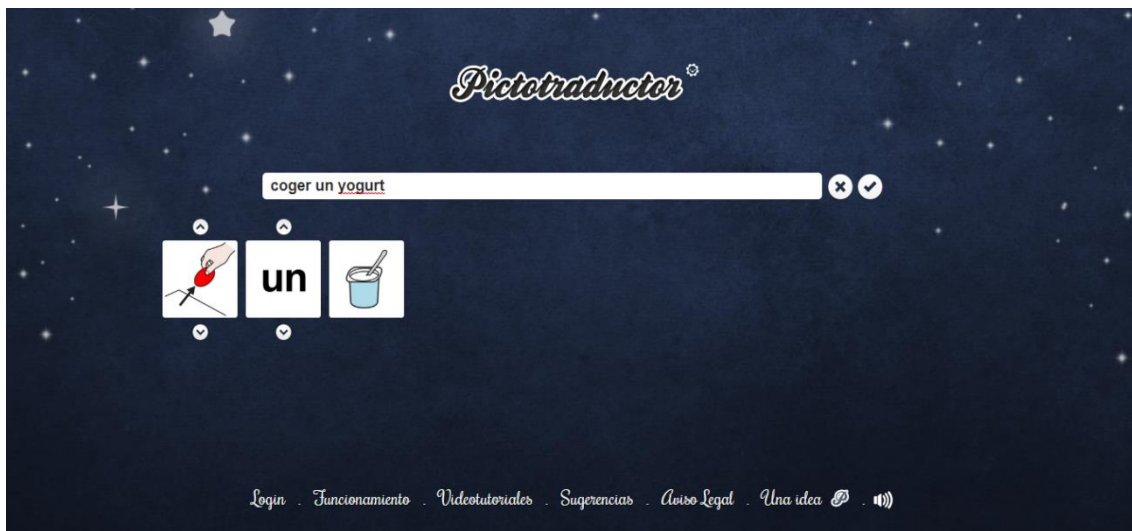 Pictotraductor
coger un yogurt
un
Login . Funcionamiento . Videotutoriales . Sugerencias . Aviso Legal . Una idea .